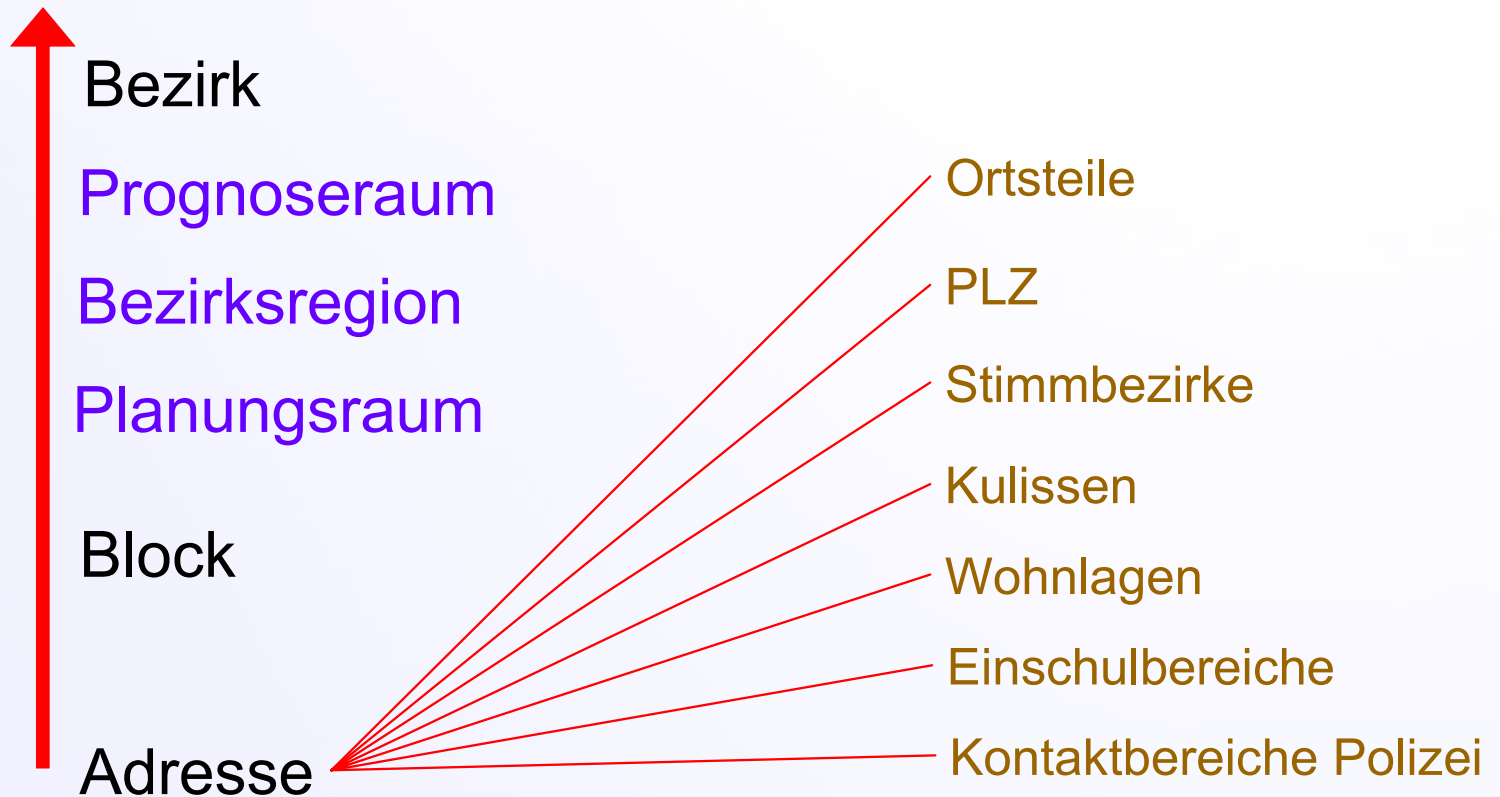 Bezirk
Prognoseraum
Bezirksregion
Planungsraum
Block
Adresse
Ortsteile
PLZ
Stimmbezirke
Kulissen
Wohnlagen
Einschulbereiche
Kontaktbereiche Polizei